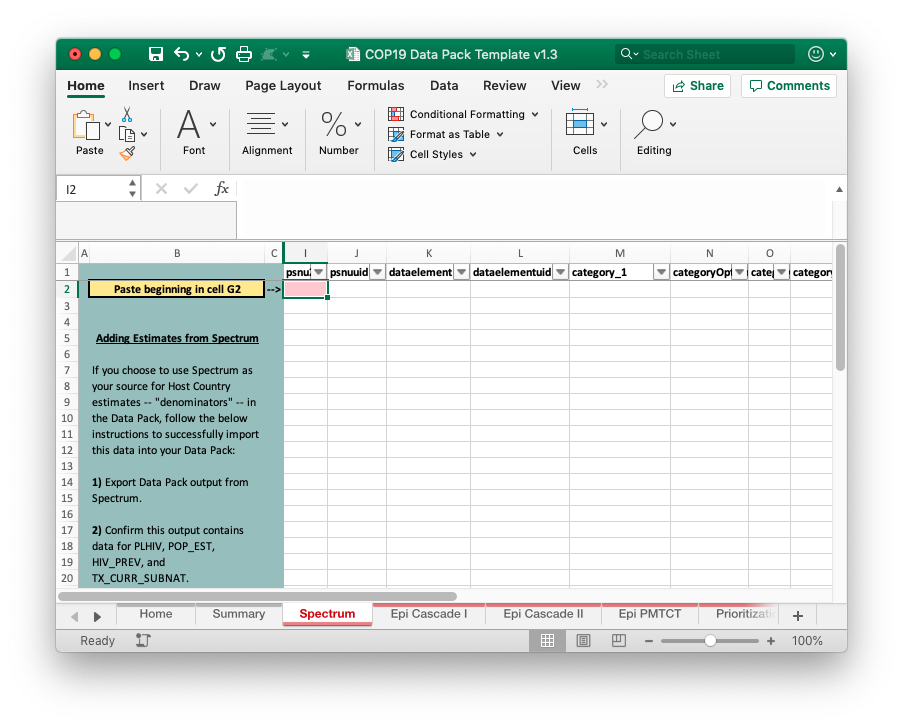 COP19 Data Pack Template v1.3
Search Sheet
Home Insert Draw Page Layout Formulas Data Review View
Share Comments
Paste
Font
Alignment
%
Number
Conditional Formatting
Format as Table
Cell Styles
Cells
Editing
I2
fx
A B C I J K L M N O
1 psnu psnuuid dataelement dataelementuid category_1 categoryOpt cate categor
2 Paste beginning in cell G2 -->
3
4
5 Adding Estimates from Spectrum
6
7 If you choose to use Spectrum as
8 your source for Host Country
9 estimates -- "denominators" -- in
10 the Data Pack, follow the below
11 instructions to successfully import
12 this data into your Data Pack:
13
14 1) Export Data Pack output from
15 Spectrum.
16
17 2) Confirm this output contains
18 data for PLHIV, POP_EST,
19 HIV_PREV, and
20 TX_CURR_SUBNAT.
Home Summary Spectrum Epi Cascade I Epi Cascade II Epi PMTCT Prioritizati +
Ready
100%